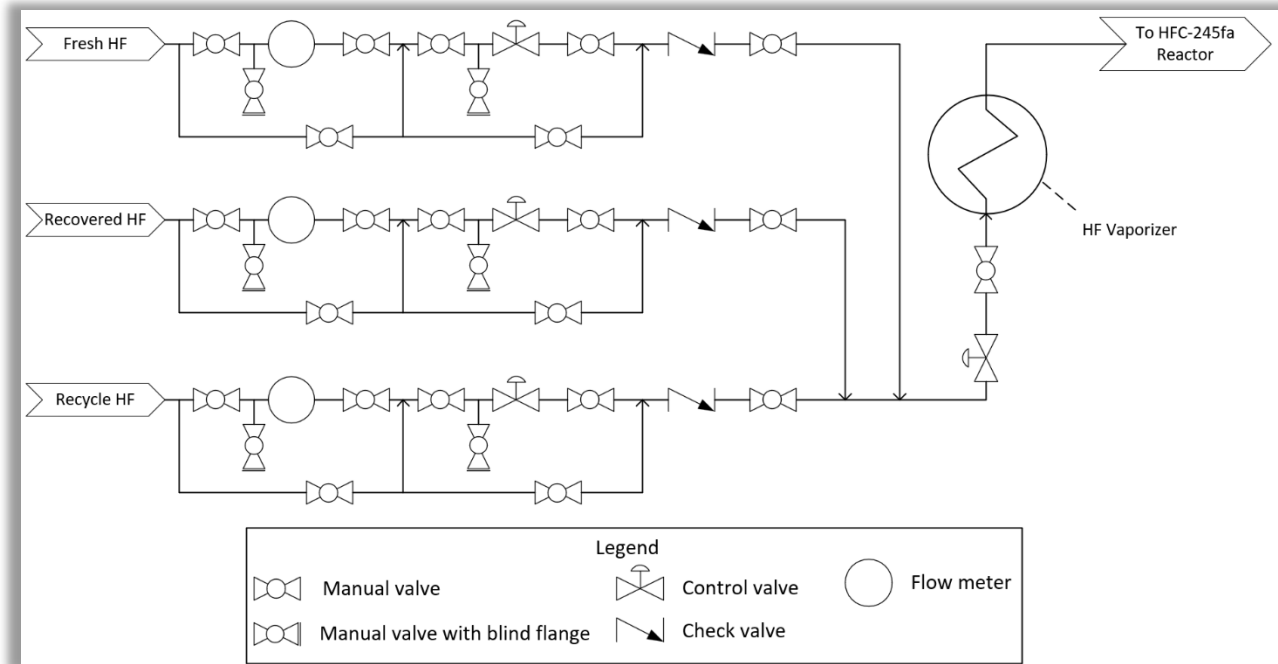 Fresh HF
To HFC-245fa
Reactor
Recovered HF
HF Vaporizer
Recycle HF
Legend
Manual valve
Control valve
Flow meter
Manual valve with blind flange
Check valve